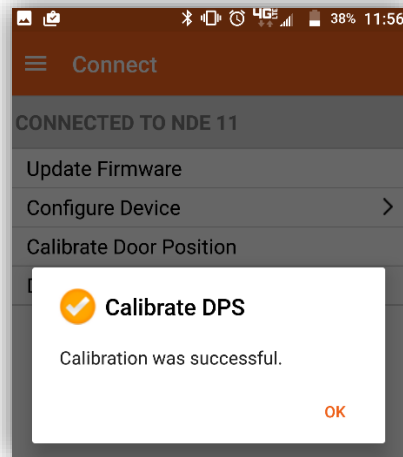 4GE 38% 11:56
Connect
CONNECTED TO NDE 11
Update Firmware
Configure Device
Calibrate Door Position
D
Calibrate DPS
Calibration was successful.
OK